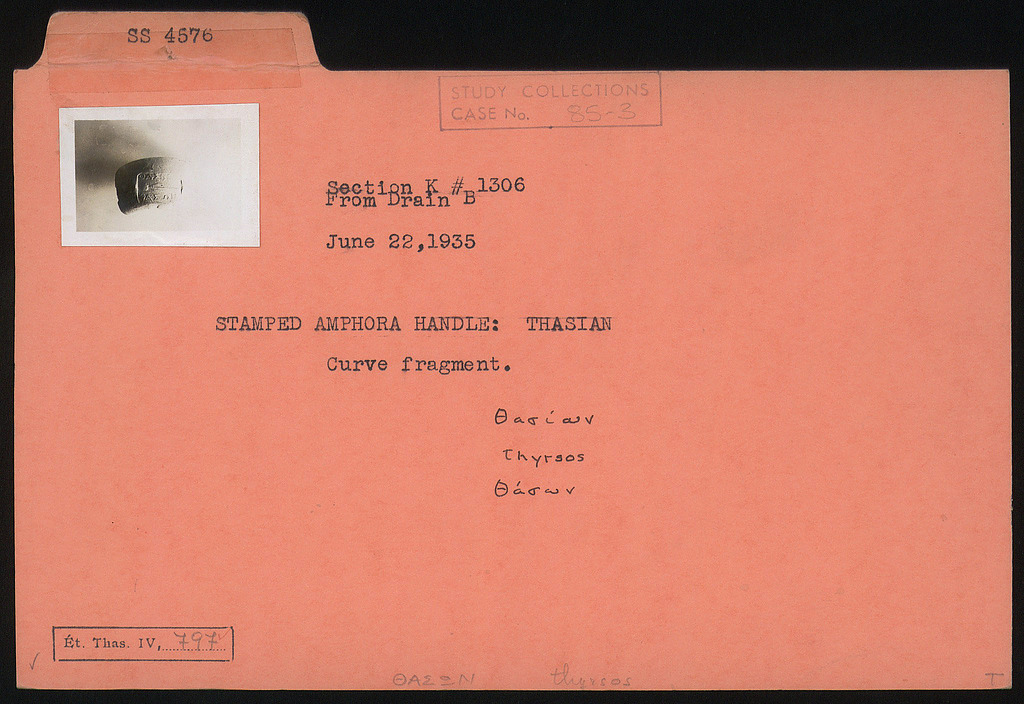 SS 4576
STUDY COLLECTIONS
CASE No. 85-3
Section K # 1306
From Drain B
June 22,1935
STAMPED AMPHORA HANDLE: THASIAN
Curve fragment.
Θασίων
Thyrsos
Θάσων
Ét. Thas. IV, 797
ΘΑΣΩΝ thyrsos
T